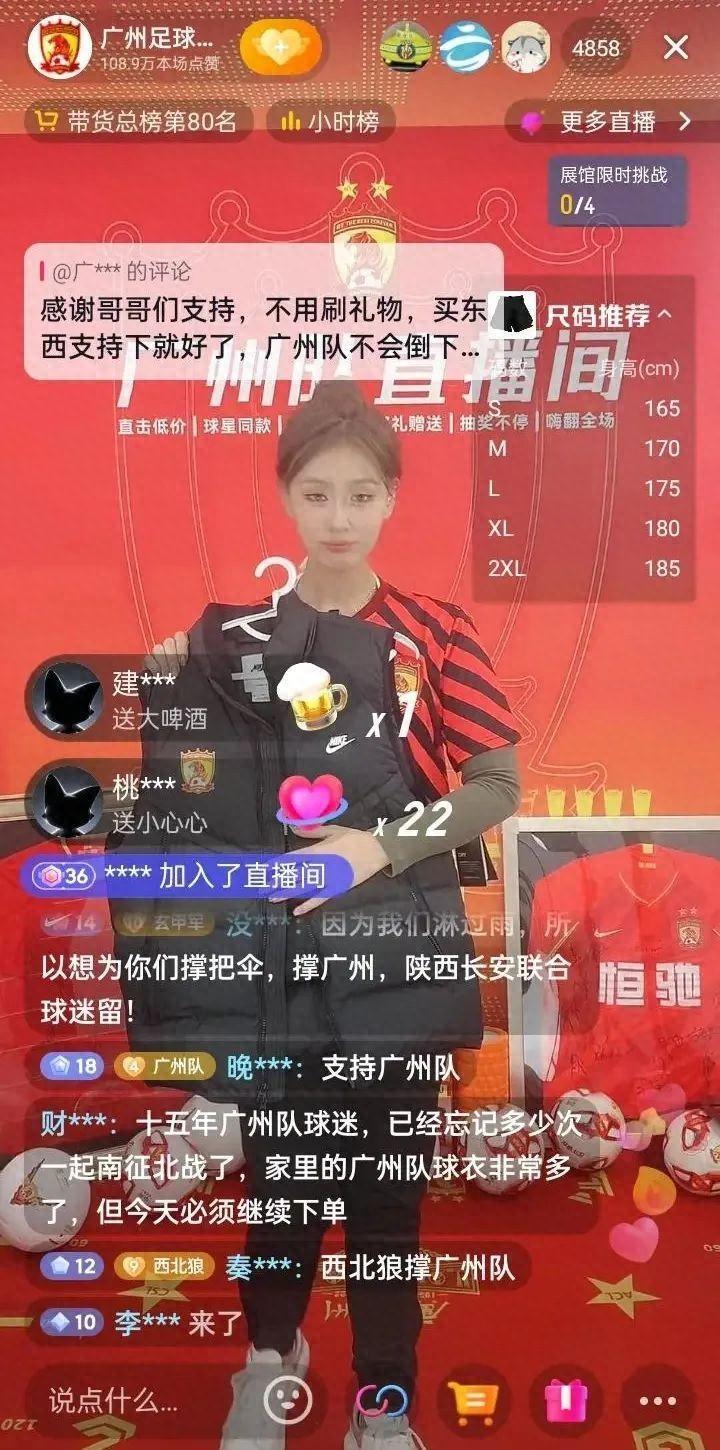 广州足球...
108.9万本场点赞
4858
带货总榜第80名
小时榜
更多直播
展馆限时挑战
0/4
@广*** 的评论
感谢哥哥们支持，不用刷礼物，买东
西支持下就好了，广州队不会倒下...
尺码推荐
码数 身高(cm)
S 165
M 170
L 175
XL 180
2XL 185
广州队直播间
直击低价 | 球星同款
礼赠送 | 抽奖不停 | 嗨翻全场
建***
送大啤酒
x 1
NIKE
桃***
送小心心
x 22
36 **** 加入了直播间
14 玄甲军 没***：因为我们淋过雨，所
以想为你们撑把伞，撑广州，陕西长安联合
球迷留！
恒驰
18 4 广州队 晚***：支持广州队
财***：十五年广州队球迷，已经忘记多少次
一起南征北战了，家里的广州队球衣非常多
了，但今天必须继续下单
12 9 西北狼 奏***：西北狼撑广州队
ACL
10 李*** 来了
说点什么...